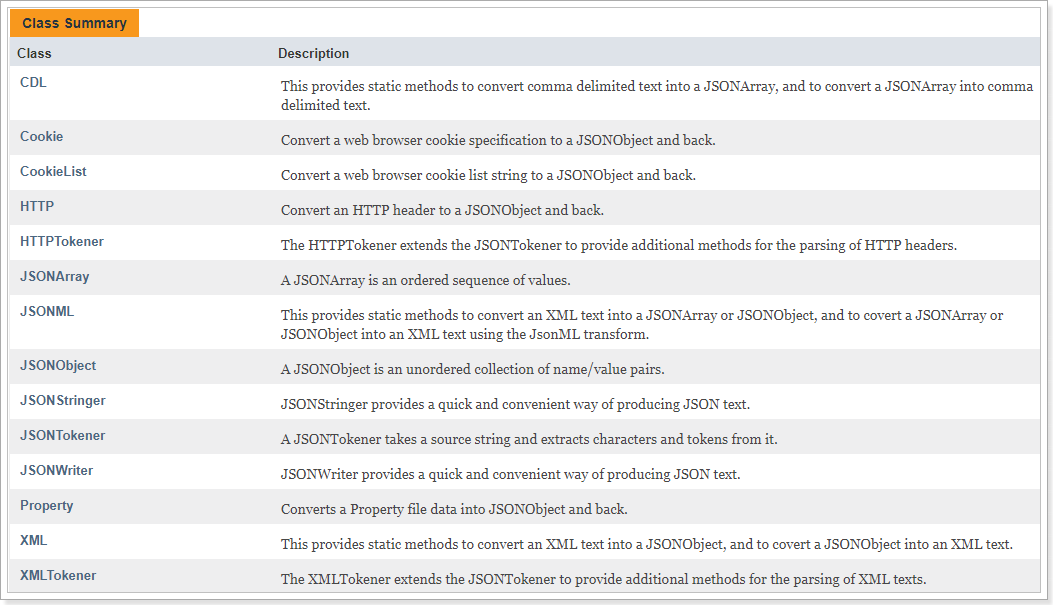 Class Summary
Class Description
CDL This provides static methods to convert comma delimited text into a JSONArray, and to convert a JSONArray into comma
delimited text.
Cookie Convert a web browser cookie specification to a JSONObject and back.
CookieList Convert a web browser cookie list string to a JSONObject and back.
HTTP Convert an HTTP header to a JSONObject and back.
HTTPTokener The HTTPTokener extends the JSONTokener to provide additional methods for the parsing of HTTP headers.
JSONArray A JSONArray is an ordered sequence of values.
JSONML This provides static methods to convert an XML text into a JSONArray or JSONObject, and to covert a JSONArray or
JSONObject into an XML text using the JsonML transform.
JSONObject A JSONObject is an unordered collection of name/value pairs.
JSONStringer JSONStringer provides a quick and convenient way of producing JSON text.
JSONTokener A JSONTokener takes a source string and extracts characters and tokens from it.
JSONWriter JSONWriter provides a quick and convenient way of producing JSON text.
Property Converts a Property file data into JSONObject and back.
XML This provides static methods to convert an XML text into a JSONObject, and to covert a JSONObject into an XML text.
XMLTokener The XMLTokener extends the JSONTokener to provide additional methods for the parsing of XML texts.